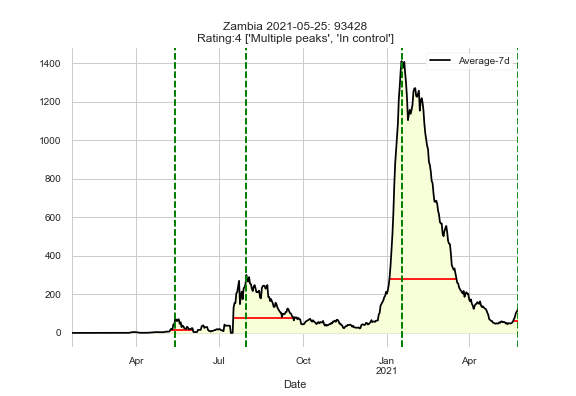 Zambia 2021-05-25: 93428
Rating:4 ['Multiple peaks', 'In control']
Average-7d
1400
1200
1000
800
600
400
200
0
Apr
Jul
Oct
Jan
2021
Apr
Date